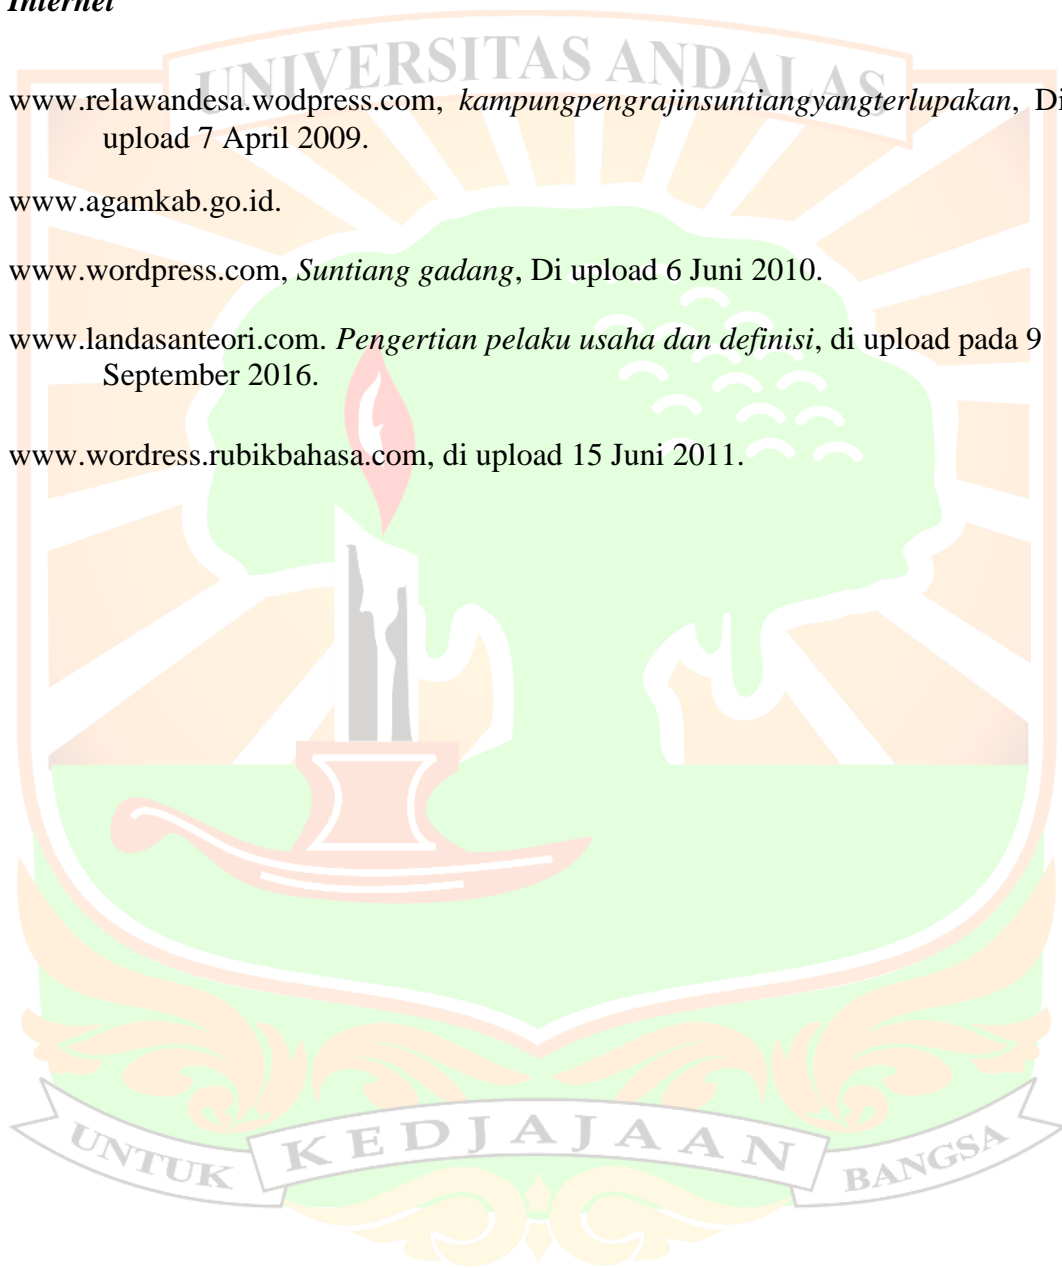 Internet
UNIVERSITAS ANDALAS
www.relawandesa.wodpress.com, kampungpengrajinsuntiangyangterlupakan, Di
upload 7 April 2009.
www.agamkab.go.id.
www.wordpress.com, Suntiang gadang, Di upload 6 Juni 2010.
www.landasanteori.com. Pengertian pelaku usaha dan definisi, di upload pada 9
September 2016.
www.wordress.rubikbahasa.com, di upload 15 Juni 2011.
UNTUK KEDJAJAAN BANGSA